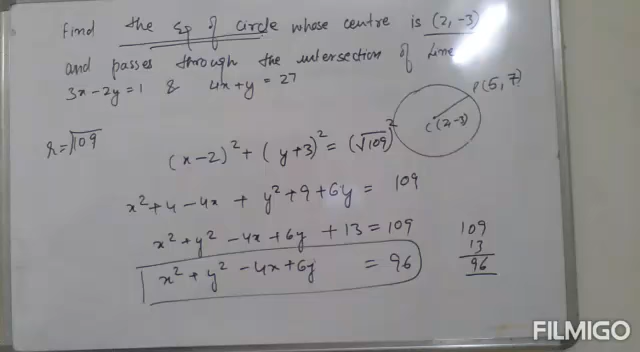 Find the Eq of circle whose centre is (2, -3)
and passes through the intersection of line
3x - 2y = 1 & 4x + y = 27
P(5, 7)
C(2, -3)
r = √109
(x - 2)² + (y + 3)² = (√109)²
x² + 4 - 4x + y² + 9 + 6y = 109
x² + y² - 4x + 6y + 13 = 109
x² + y² - 4x + 6y = 96
109
13
96
FILMIGO